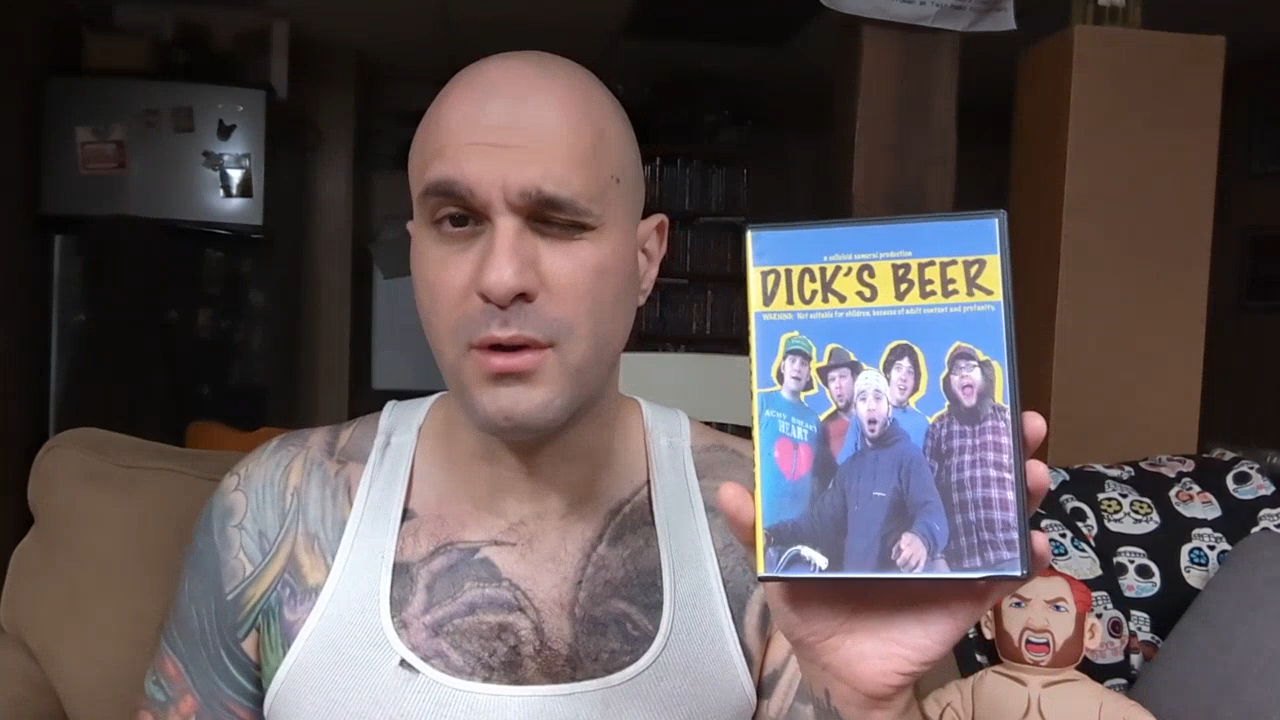 a celluloid samurai production
DICK'S BEER
WARNING: Not suitable for children, because of adult content and profanity.
ACHY BREAKY
HEART